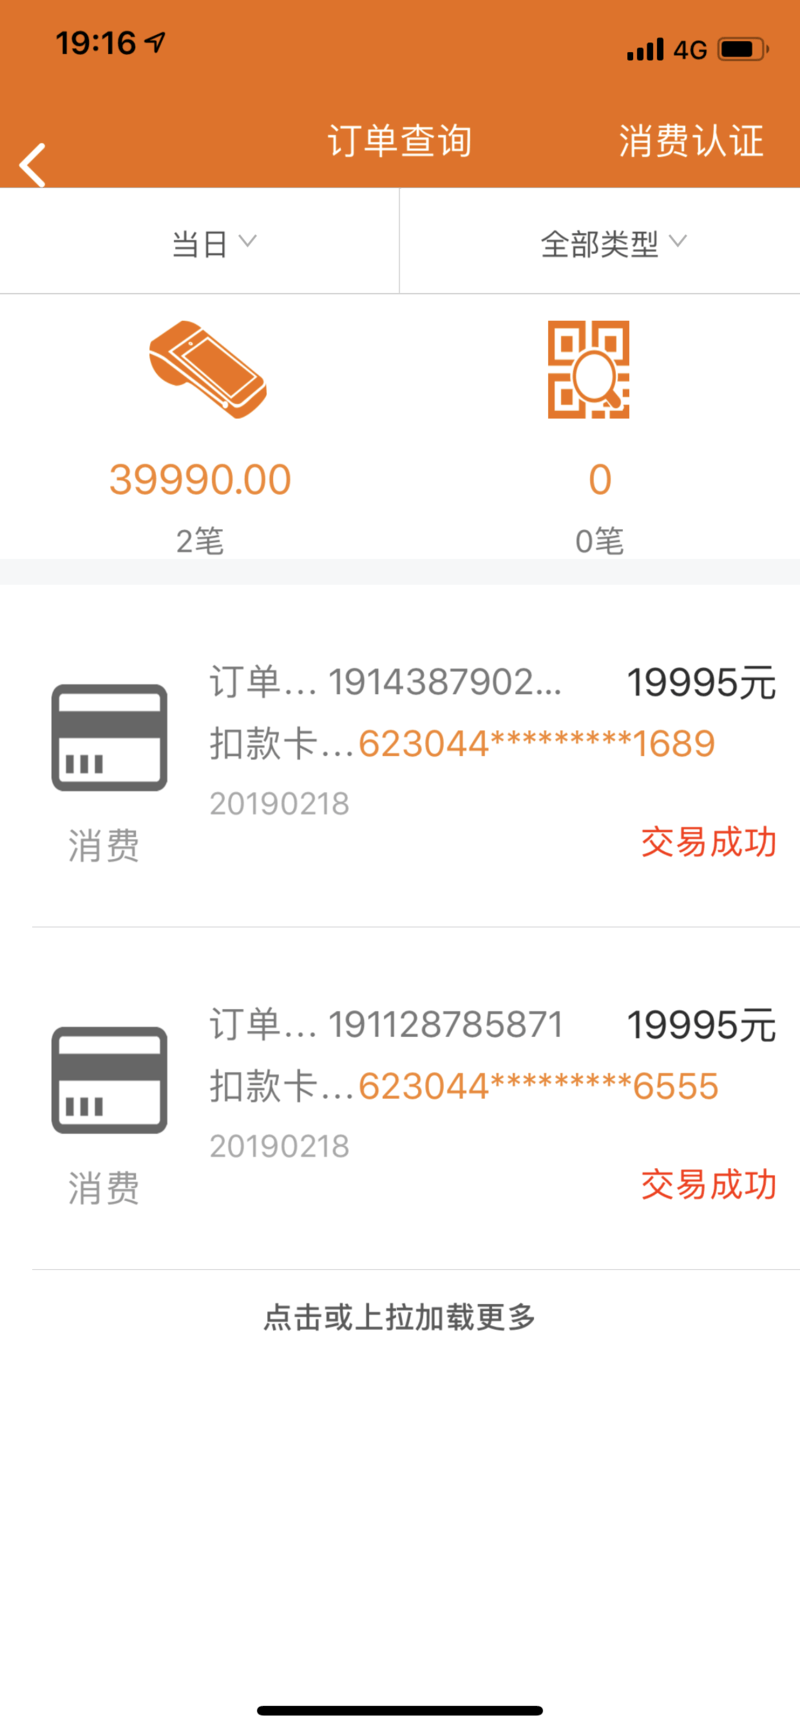 19:16
4G
订单查询
消费认证
当日
全部类型
39990.00
0
2笔
0笔
订单... 1914387902...
19995元
扣款卡...623044*********1689
20190218
消费
交易成功
订单... 191128785871
19995元
扣款卡...623044*********6555
20190218
消费
交易成功
点击或上拉加载更多